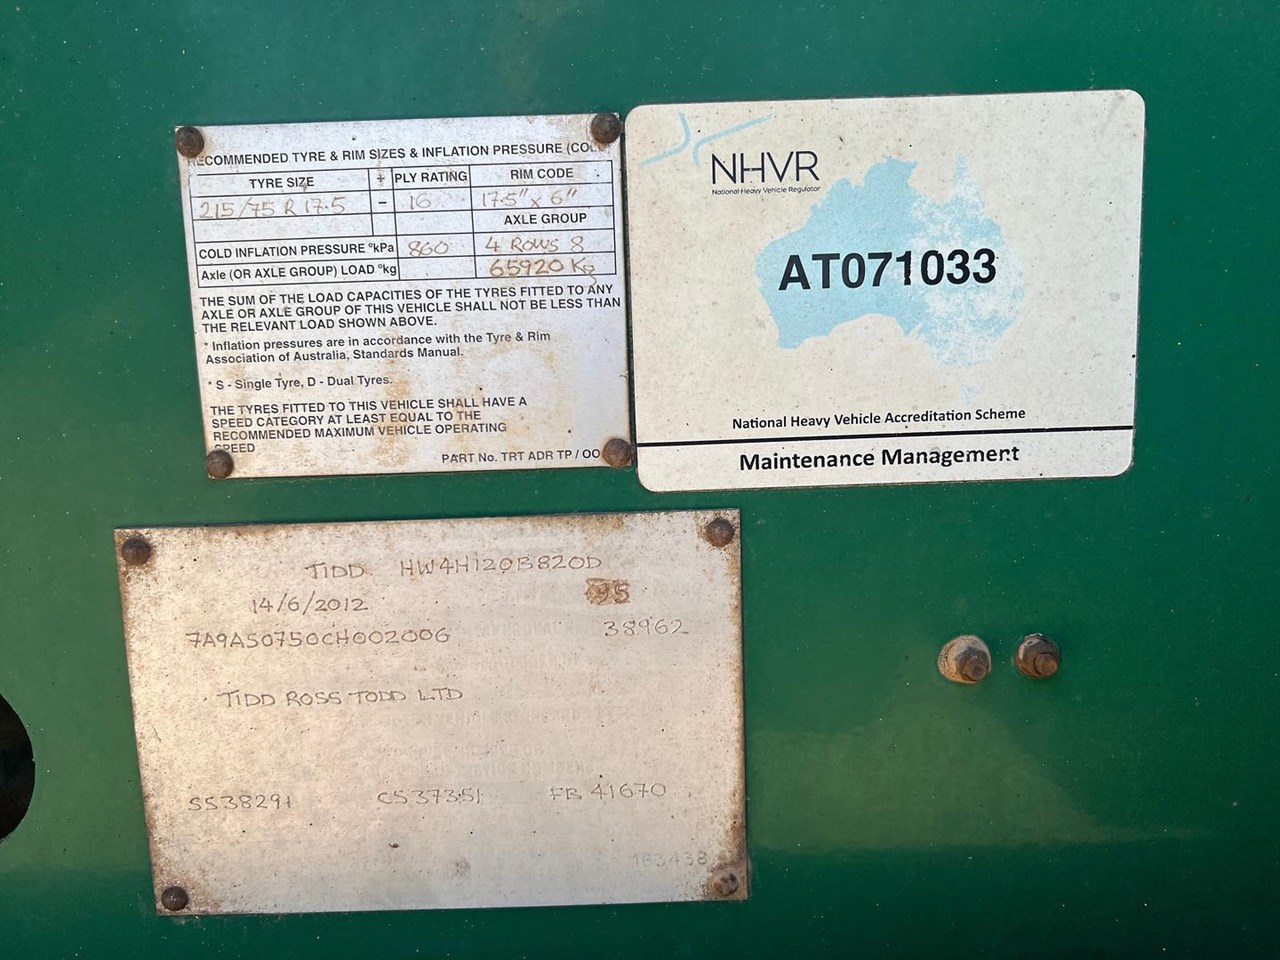 RECOMMENDED TYRE & RIM SIZES & INFLATION PRESSURE (COLD
TYRE SIZE + PLY RATING RIM CODE
215/75 R 17.5 - 16 17.5" x 6"
AXLE GROUP
COLD INFLATION PRESSURE °kPa 860 4 ROWS 8
Axle (OR AXLE GROUP) LOAD °kg 65920 Kg
THE SUM OF THE LOAD CAPACITIES OF THE TYRES FITTED TO ANY
AXLE OR AXLE GROUP OF THIS VEHICLE SHALL NOT BE LESS THAN
THE RELEVANT LOAD SHOWN ABOVE.
* Inflation pressures are in accordance with the Tyre & Rim
Association of Australia, Standards Manual.
* S - Single Tyre, D - Dual Tyres.
THE TYRES FITTED TO THIS VEHICLE SHALL HAVE A
SPEED CATEGORY AT LEAST EQUAL TO THE
RECOMMENDED MAXIMUM VEHICLE OPERATING
SPEED
PART No. TRT ADR TP / OO
NHVR
National Heavy Vehicle Regulator
AT071033
National Heavy Vehicle Accreditation Scheme
Maintenance Management
TIDD HW4H120B820D
14/6/2012 95
7A9AS0750CH002006 38962
TIDD ROSS TODD LTD
SS38291 CS37351 FB 41670